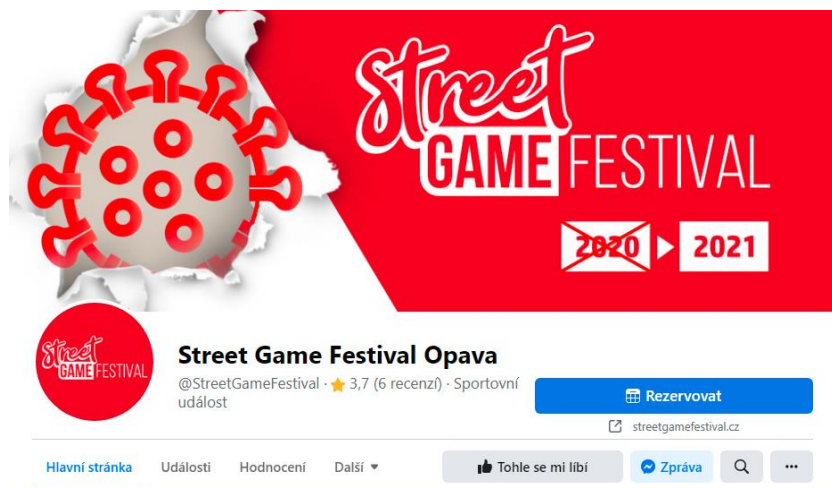 Street
GAME FESTIVAL
2020 2021
Street
GAME FESTIVAL
Street Game Festival Opava
@StreetGameFestival · 3,7 (6 recenzí) · Sportovní
událost
Rezervovat
streetgamefestival.cz
Hlavní stránka Události Hodnocení Další Tohle se mi líbí Zpráva